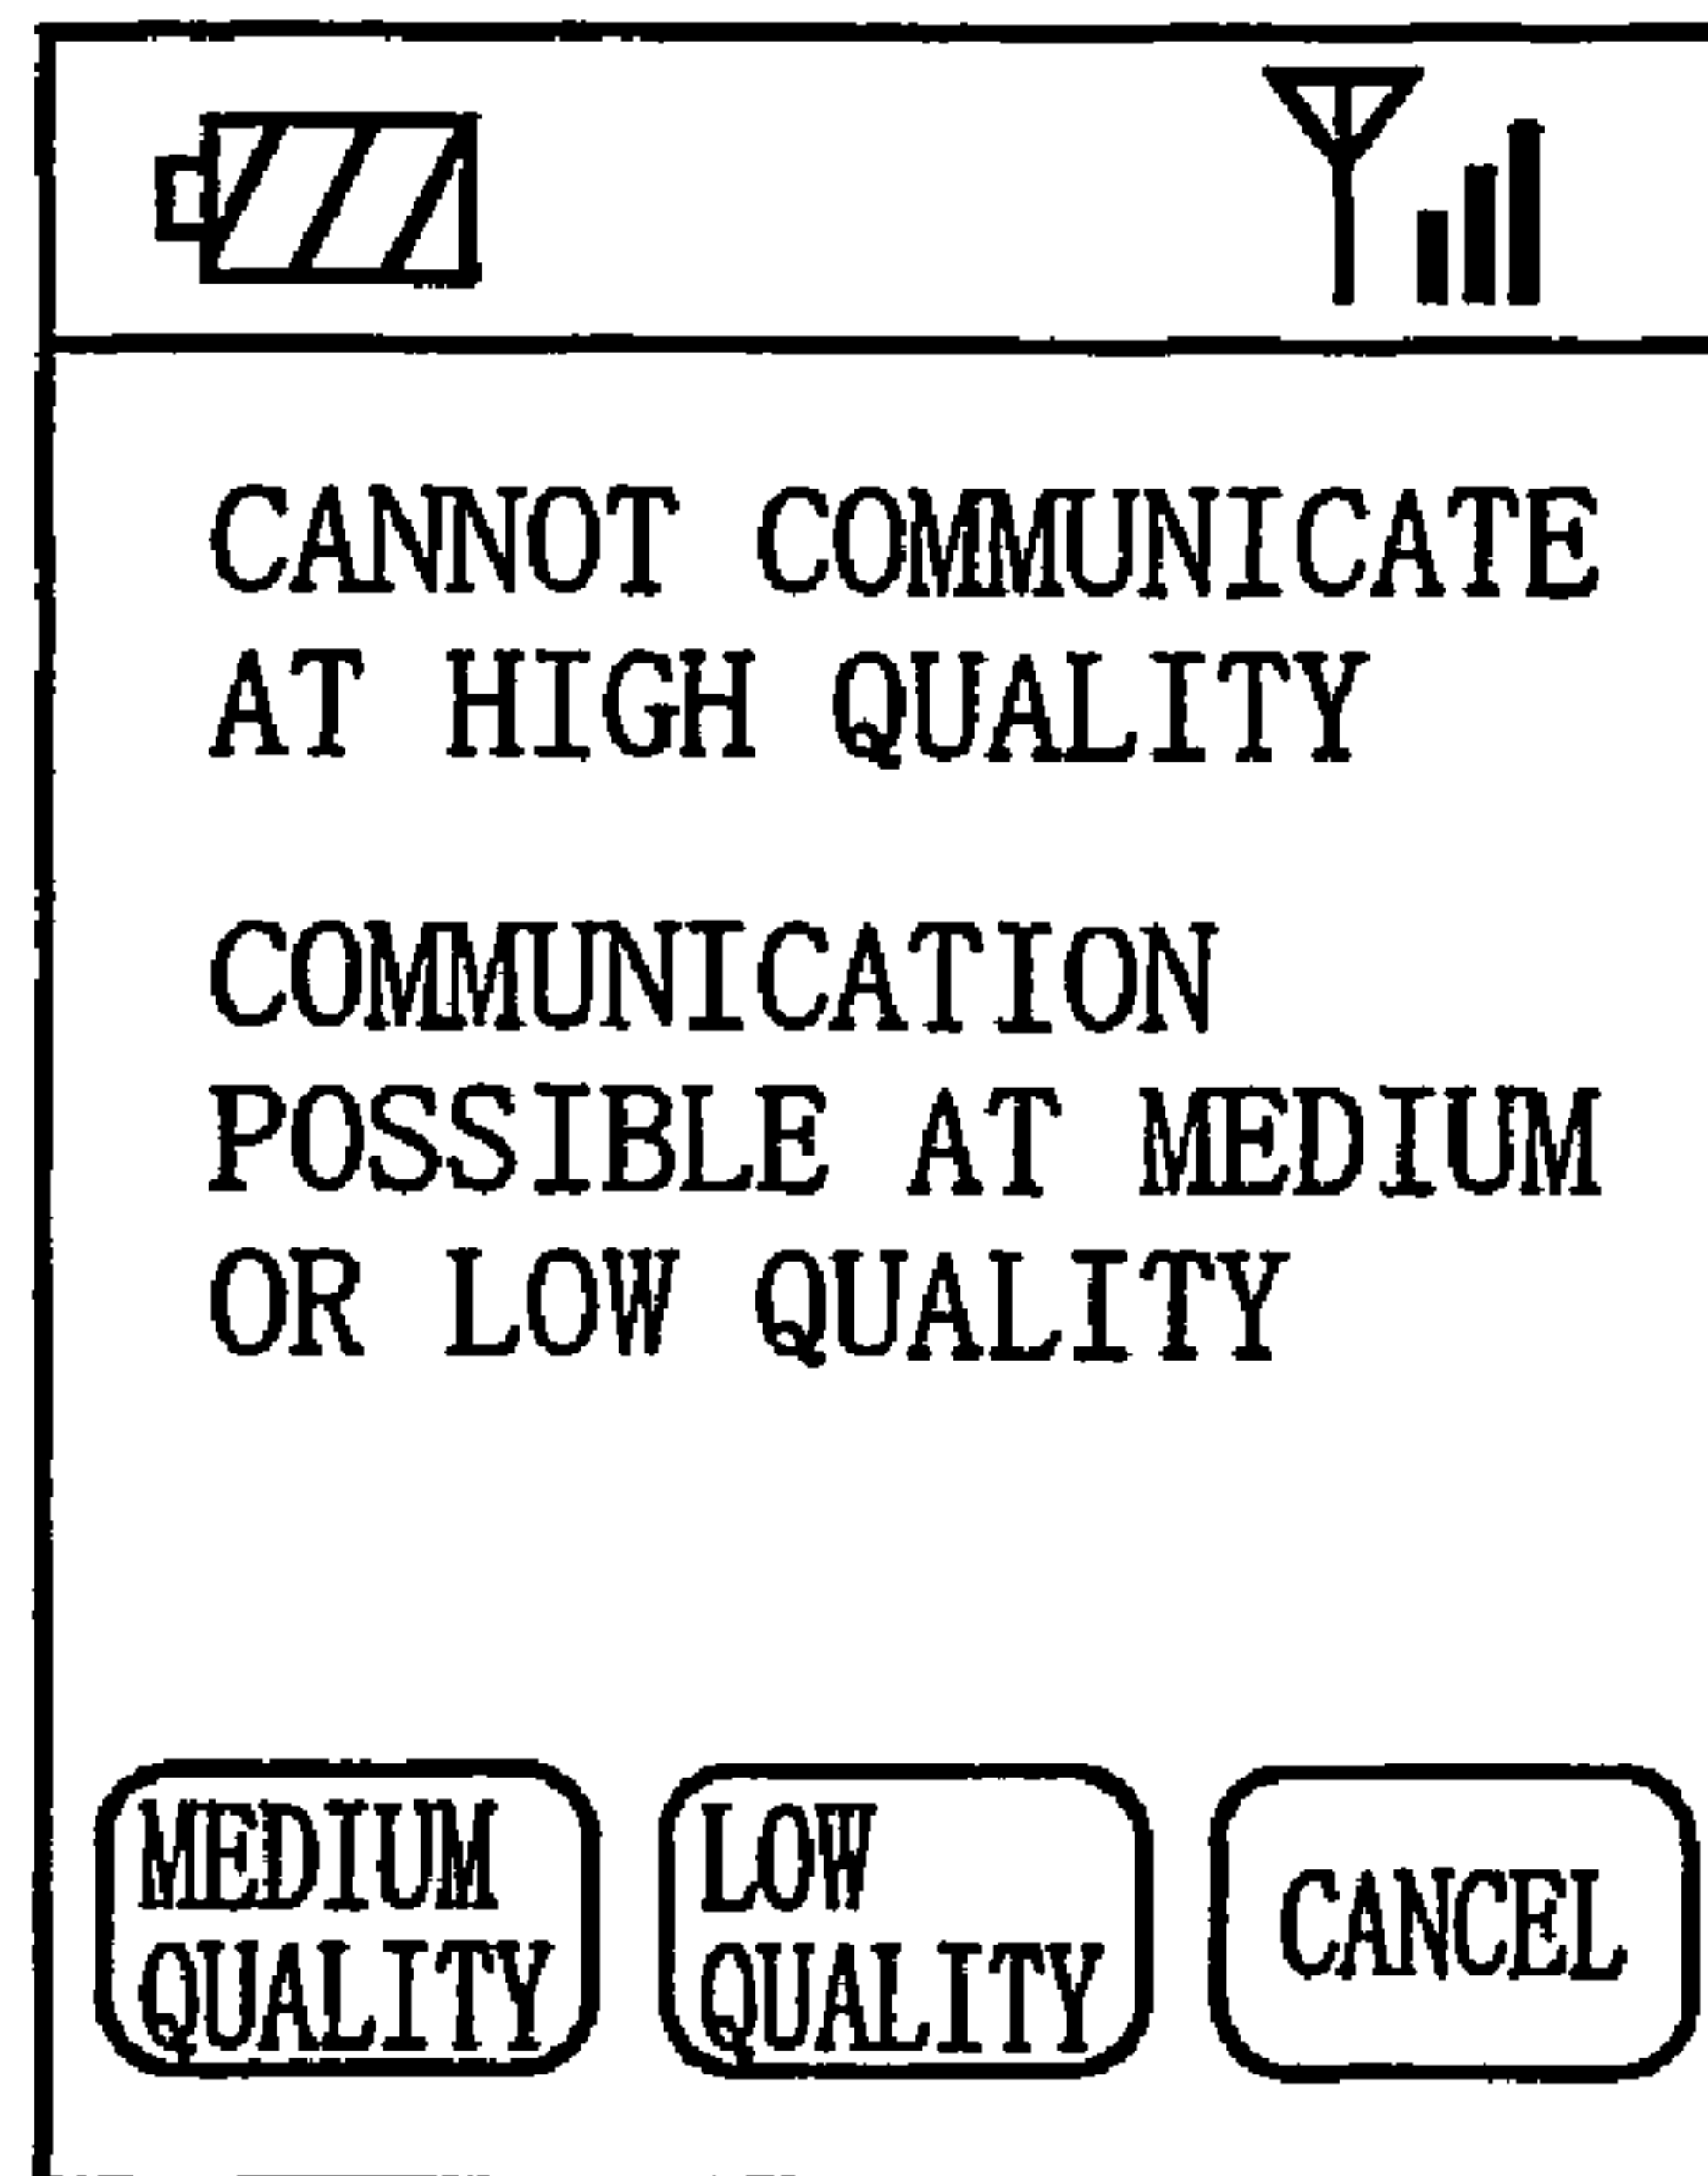 CANNOT COMMUNICATE
AT HIGH QUALITY
COMMUNICATION
POSSIBLE AT MEDIUM
OR LOW QUALITY
MEDIUM
QUALITY
LOW
QUALITY
CANCEL